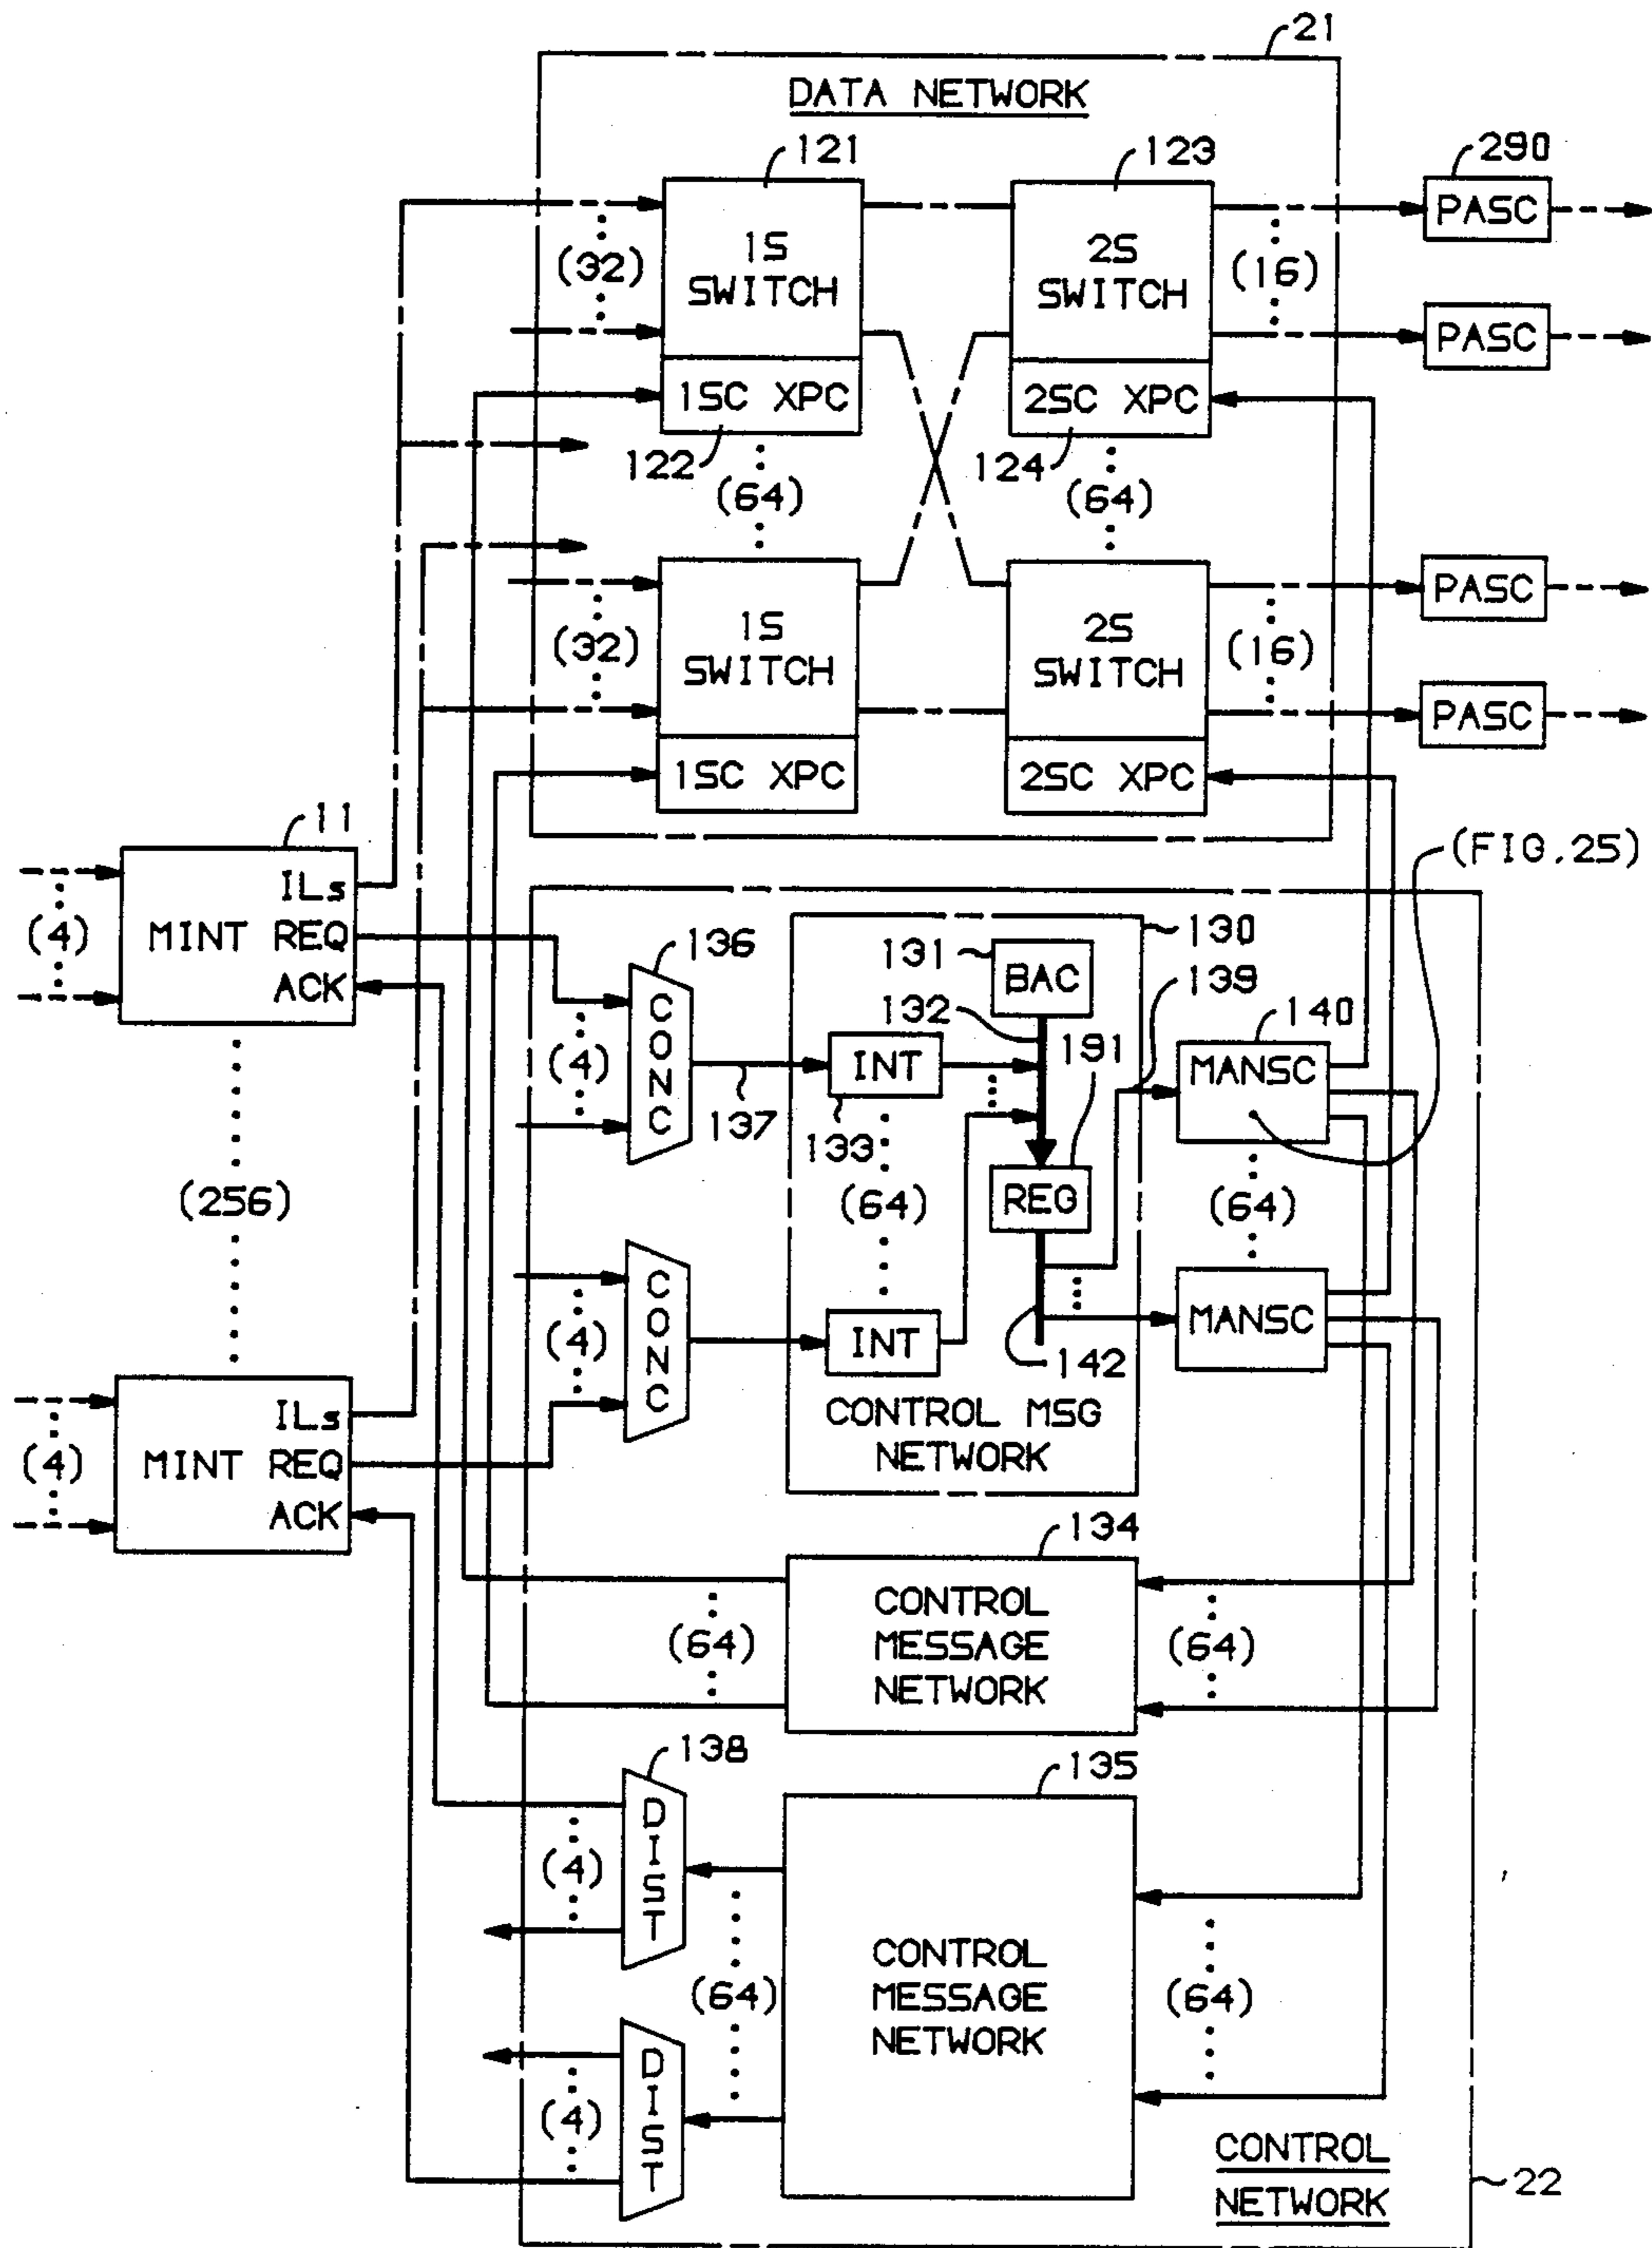 21
DATA NETWORK
121
123
290
1S
SWITCH
2S
SWITCH
(32)
(16)
PASC
PASC
1SC XPC
2SC XPC
122
124
(64)
(64)
1S
SWITCH
2S
SWITCH
(32)
(16)
PASC
PASC
1SC XPC
2SC XPC
11
(FIG.25)
ILs
MINT REQ
ACK
(4)
136
CONC
(4)
137
130
131
BAC
132
139
191
INT
133
140
MANSC
REG
(64)
(64)
(256)
CONC
(4)
INT
142
MANSC
CONTROL MSG
NETWORK
ILs
MINT REQ
ACK
(4)
134
CONTROL
MESSAGE
NETWORK
(64)
(64)
138
DIST
(4)
135
CONTROL
MESSAGE
NETWORK
(64)
(64)
DIST
(4)
CONTROL
NETWORK
22